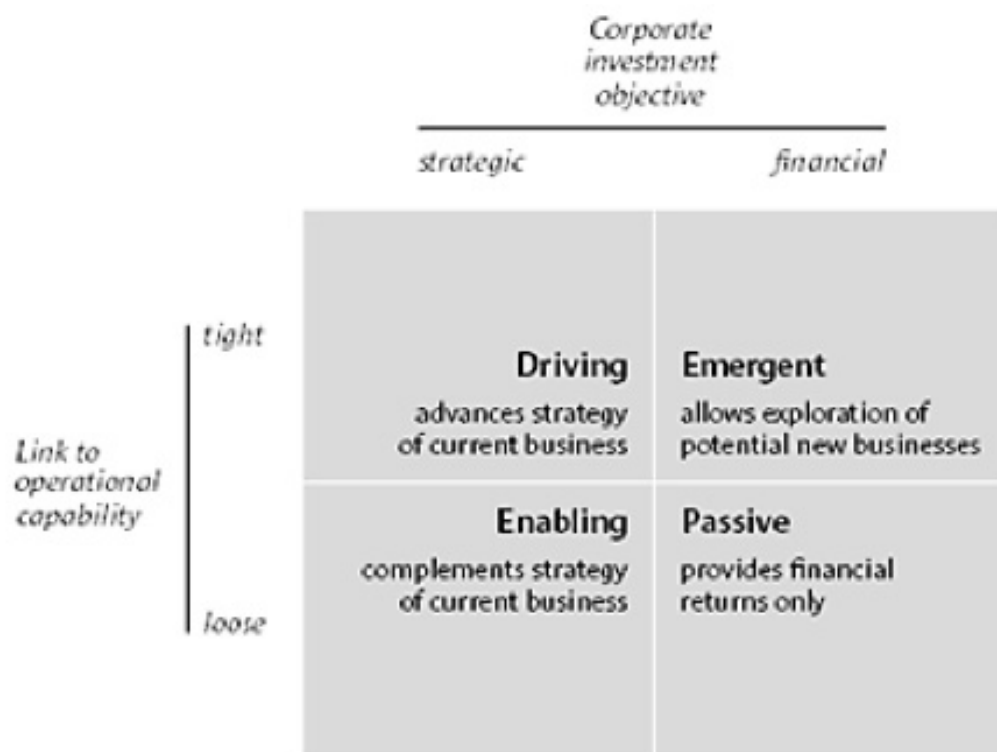 Corporate
investment
objective
strategic
financial
tight
Link to
operational
capability
loose
Driving
advances strategy
of current business
Emergent
allows exploration of
potential new businesses
Enabling
complements strategy
of current business
Passive
provides financial
returns only